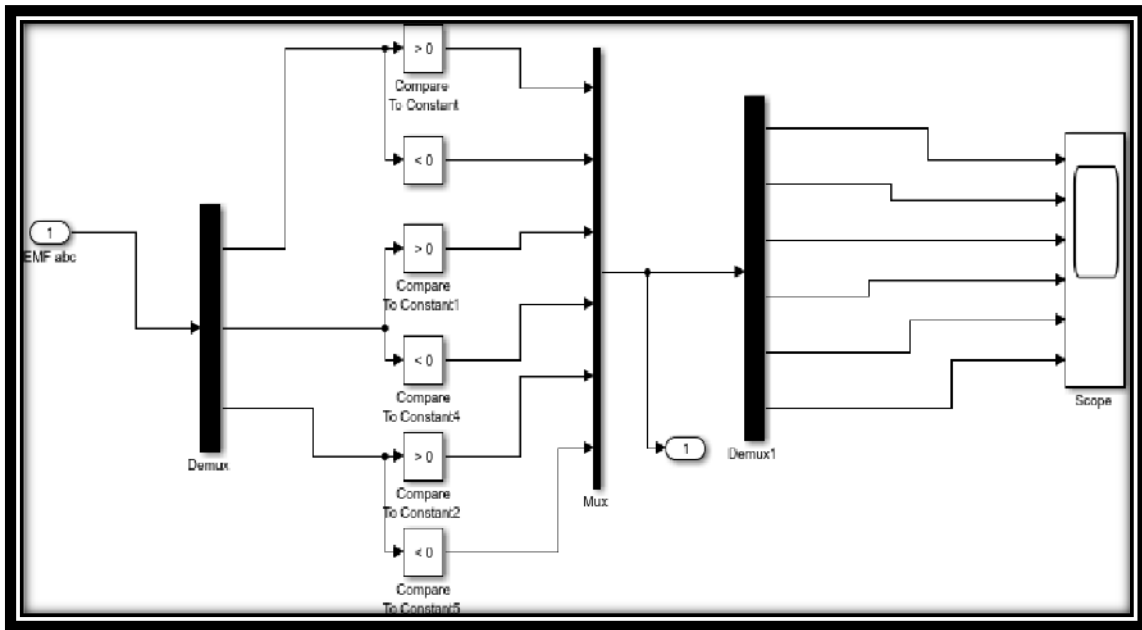 > 0
Compare
To Constant
< 0
1
EMF abc
> 0
Compare
To Constant1
< 0
Compare
To Constant4
Demux
> 0
Compare
To Constant2
< 0
Compare
To Constant5
Mux
1
Demux1
Scope